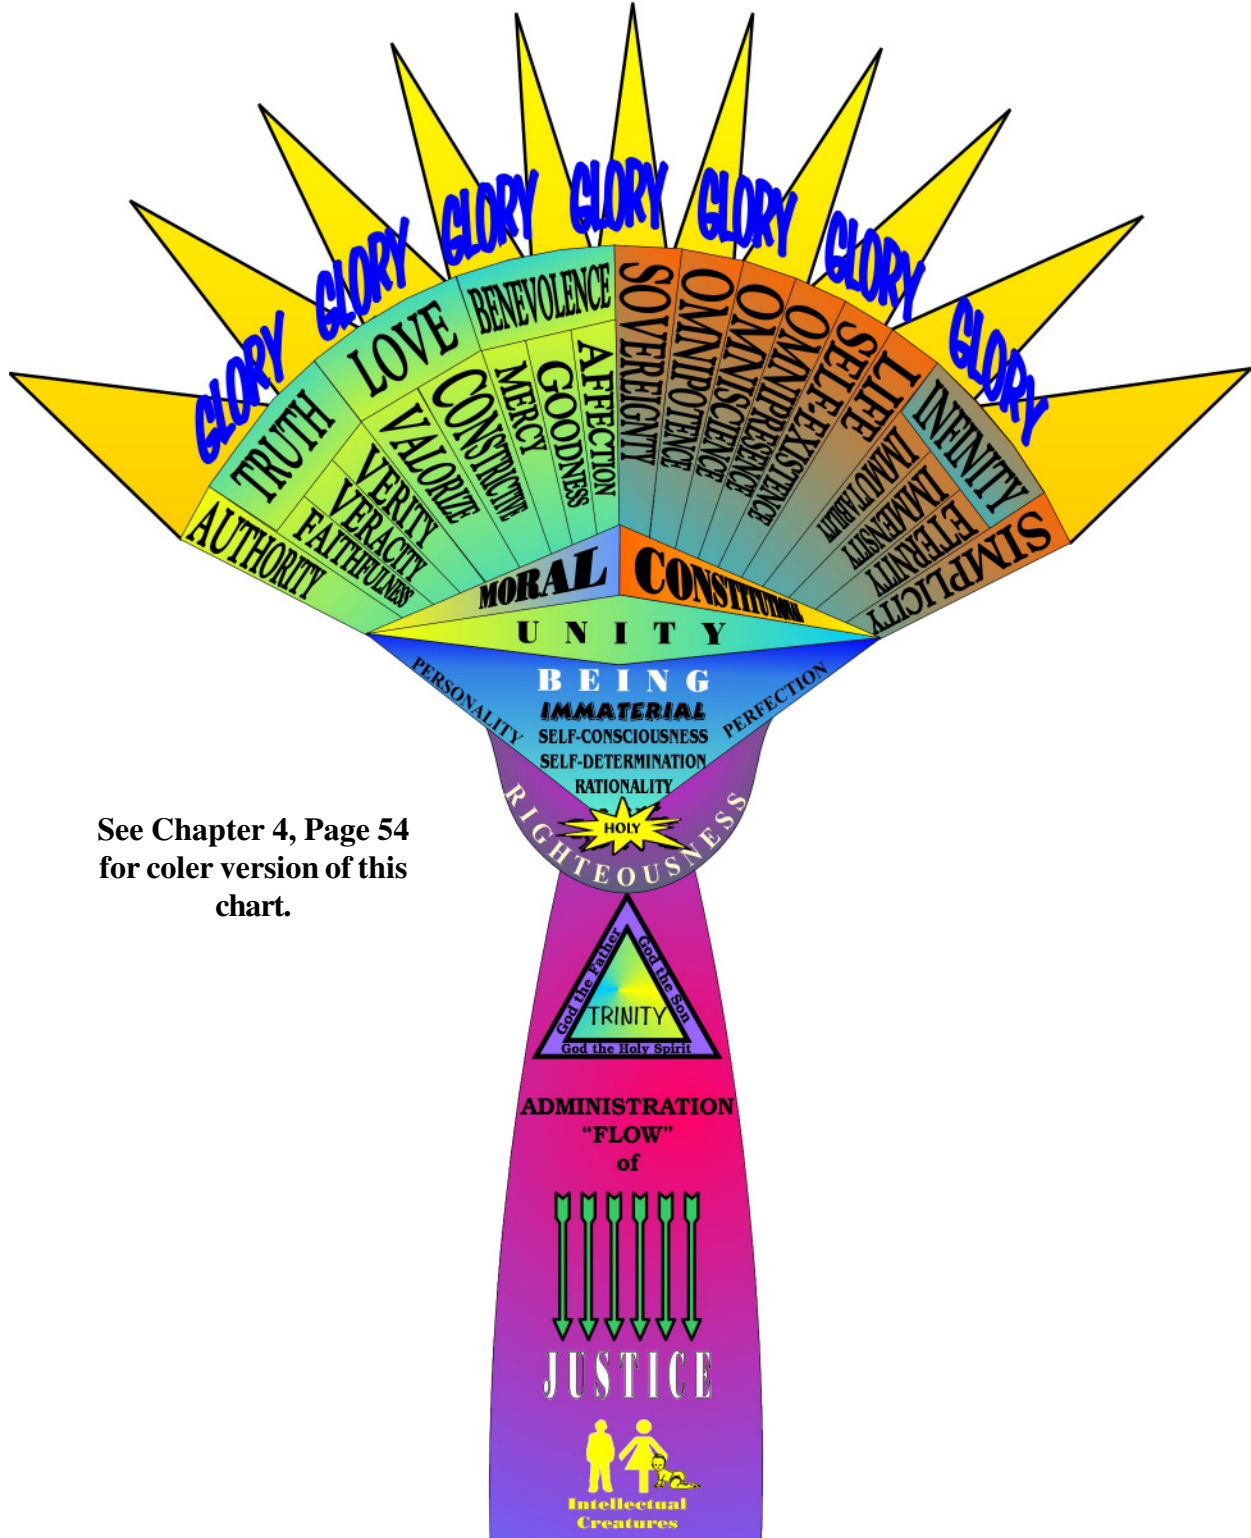 GLORY
GLORY
GLORY
GLORY
GLORY
GLORY
GLORY
AUTHORITY
TRUTH
FAITHFULNESS
VERACITY
VERITY
LOVE
VALORIZE
CONSTRICTIVE
BENEVOLENCE
MERCY
GOODNESS
AFFECTION
SOVEREIGNTY
OMNIPOTENCE
OMNISCIENCE
OMNIPRESENCE
SELF-EXISTENCE
LIFE
INFINITY
IMMUTABILITY
IMMENSITY
ETERNITY
SIMPLICITY
MORAL
CONSTITUTIONAL
UNITY
BEING
PERSONALITY
PERFECTION
IMMATERIAL
SELF-CONSCIOUSNESS
SELF-DETERMINATION
RATIONALITY
HOLY
RIGHTEOUSNESS
See Chapter 4, Page 54
for coler version of this
chart.
God the Father
God the Son
TRINITY
God the Holy Spirit
ADMINISTRATION
“FLOW”
of
JUSTICE
Intellectual
Creatures